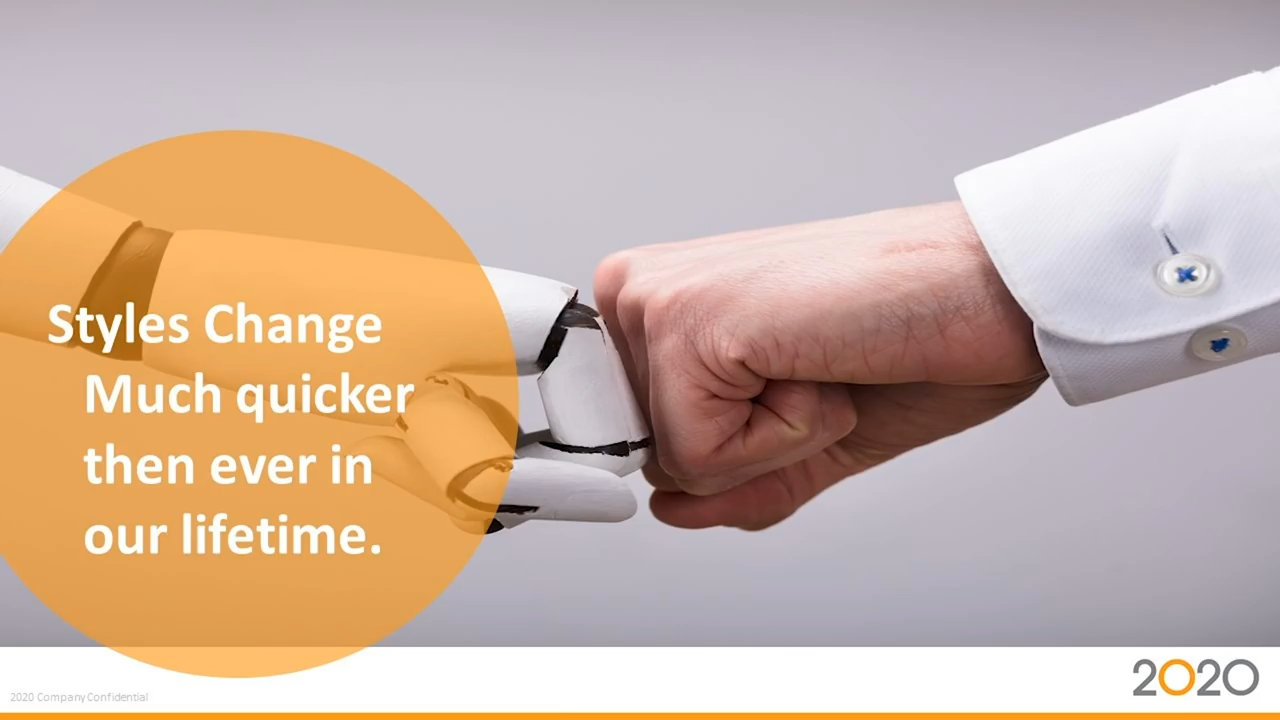 Styles Change
Much quicker
then ever in
our lifetime.
2020 Company Confidential
2020